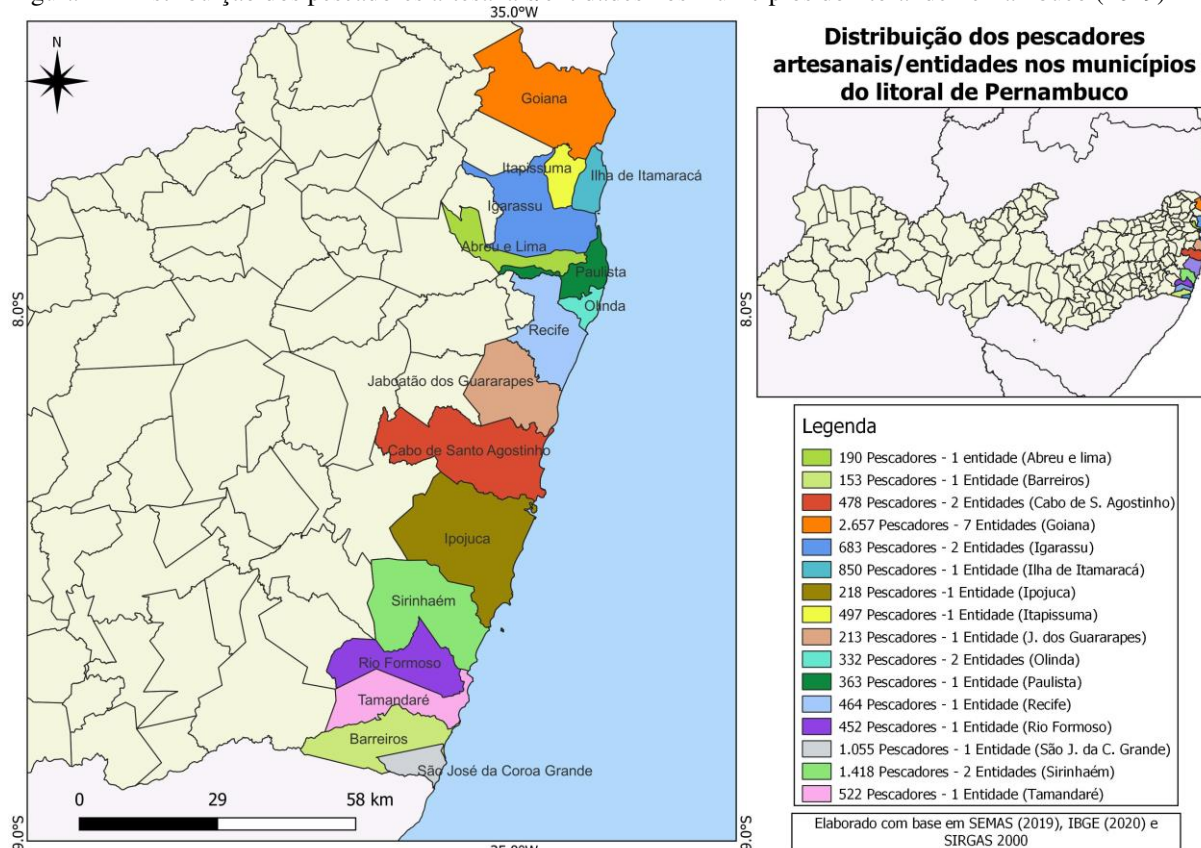 35.0°W
N
Goiana
Itapissuma
Ilha de Itamaracá
Igarassu
Abreu e Lima
Paulista
Olinda
8.0°S
8.0°S
Recife
Jaboatão dos Guararapes
Cabo de Santo Agostinho
Ipojuca
Sirinhaém
Rio Formoso
Tamandaré
Barreiros
São José da Coroa Grande
0 29 58 km
9.0°S
9.0°S
Distribuição dos pescadores
artesanais/entidades nos municípios
do litoral de Pernambuco
Legenda
190 Pescadores - 1 entidade (Abreu e lima)
153 Pescadores - 1 Entidade (Barreiros)
478 Pescadores - 2 Entidades (Cabo de S. Agostinho)
2.657 Pescadores - 7 Entidades (Goiana)
683 Pescadores - 2 Entidades (Igarassu)
850 Pescadores - 1 Entidade (Ilha de Itamaracá)
218 Pescadores -1 Entidade (Ipojuca)
497 Pescadores -1 Entidade (Itapissuma)
213 Pescadores - 1 Entidade (J. dos Guararapes)
332 Pescadores - 2 Entidades (Olinda)
363 Pescadores - 1 Entidade (Paulista)
464 Pescadores - 1 Entidade (Recife)
452 Pescadores - 1 Entidade (Rio Formoso)
1.055 Pescadores - 1 Entidade (São J. da C. Grande)
1.418 Pescadores - 2 Entidades (Sirinhaém)
522 Pescadores - 1 Entidade (Tamandaré)
Elaborado com base em SEMAS (2019), IBGE (2020) e
SIRGAS 2000